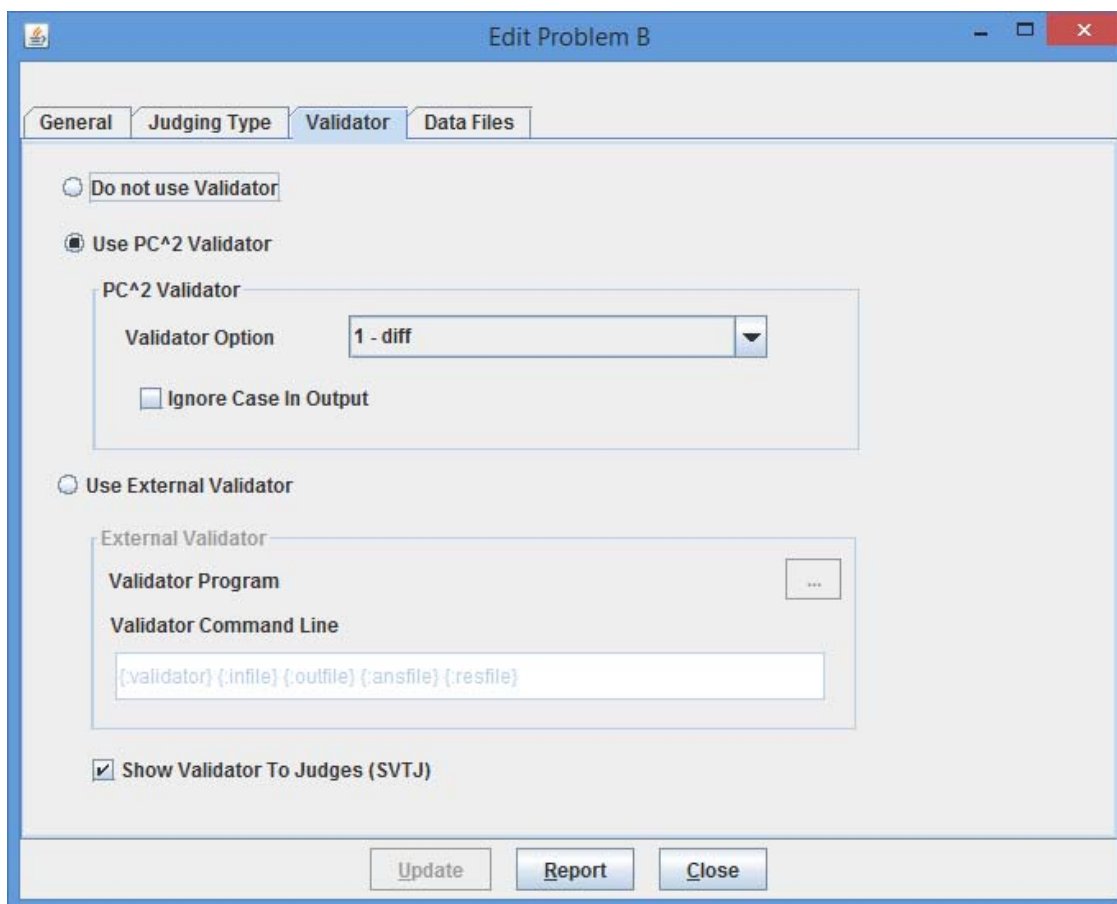 Edit Problem B
General Judging Type Validator Data Files
Do not use Validator
Use PC^2 Validator
PC^2 Validator
Validator Option 1 - diff
Ignore Case In Output
Use External Validator
External Validator
Validator Program ...
Validator Command Line
{:validator} {:infile} {:outfile} {:ansfile} {:resfile}
Show Validator To Judges (SVTJ)
Update Report Close